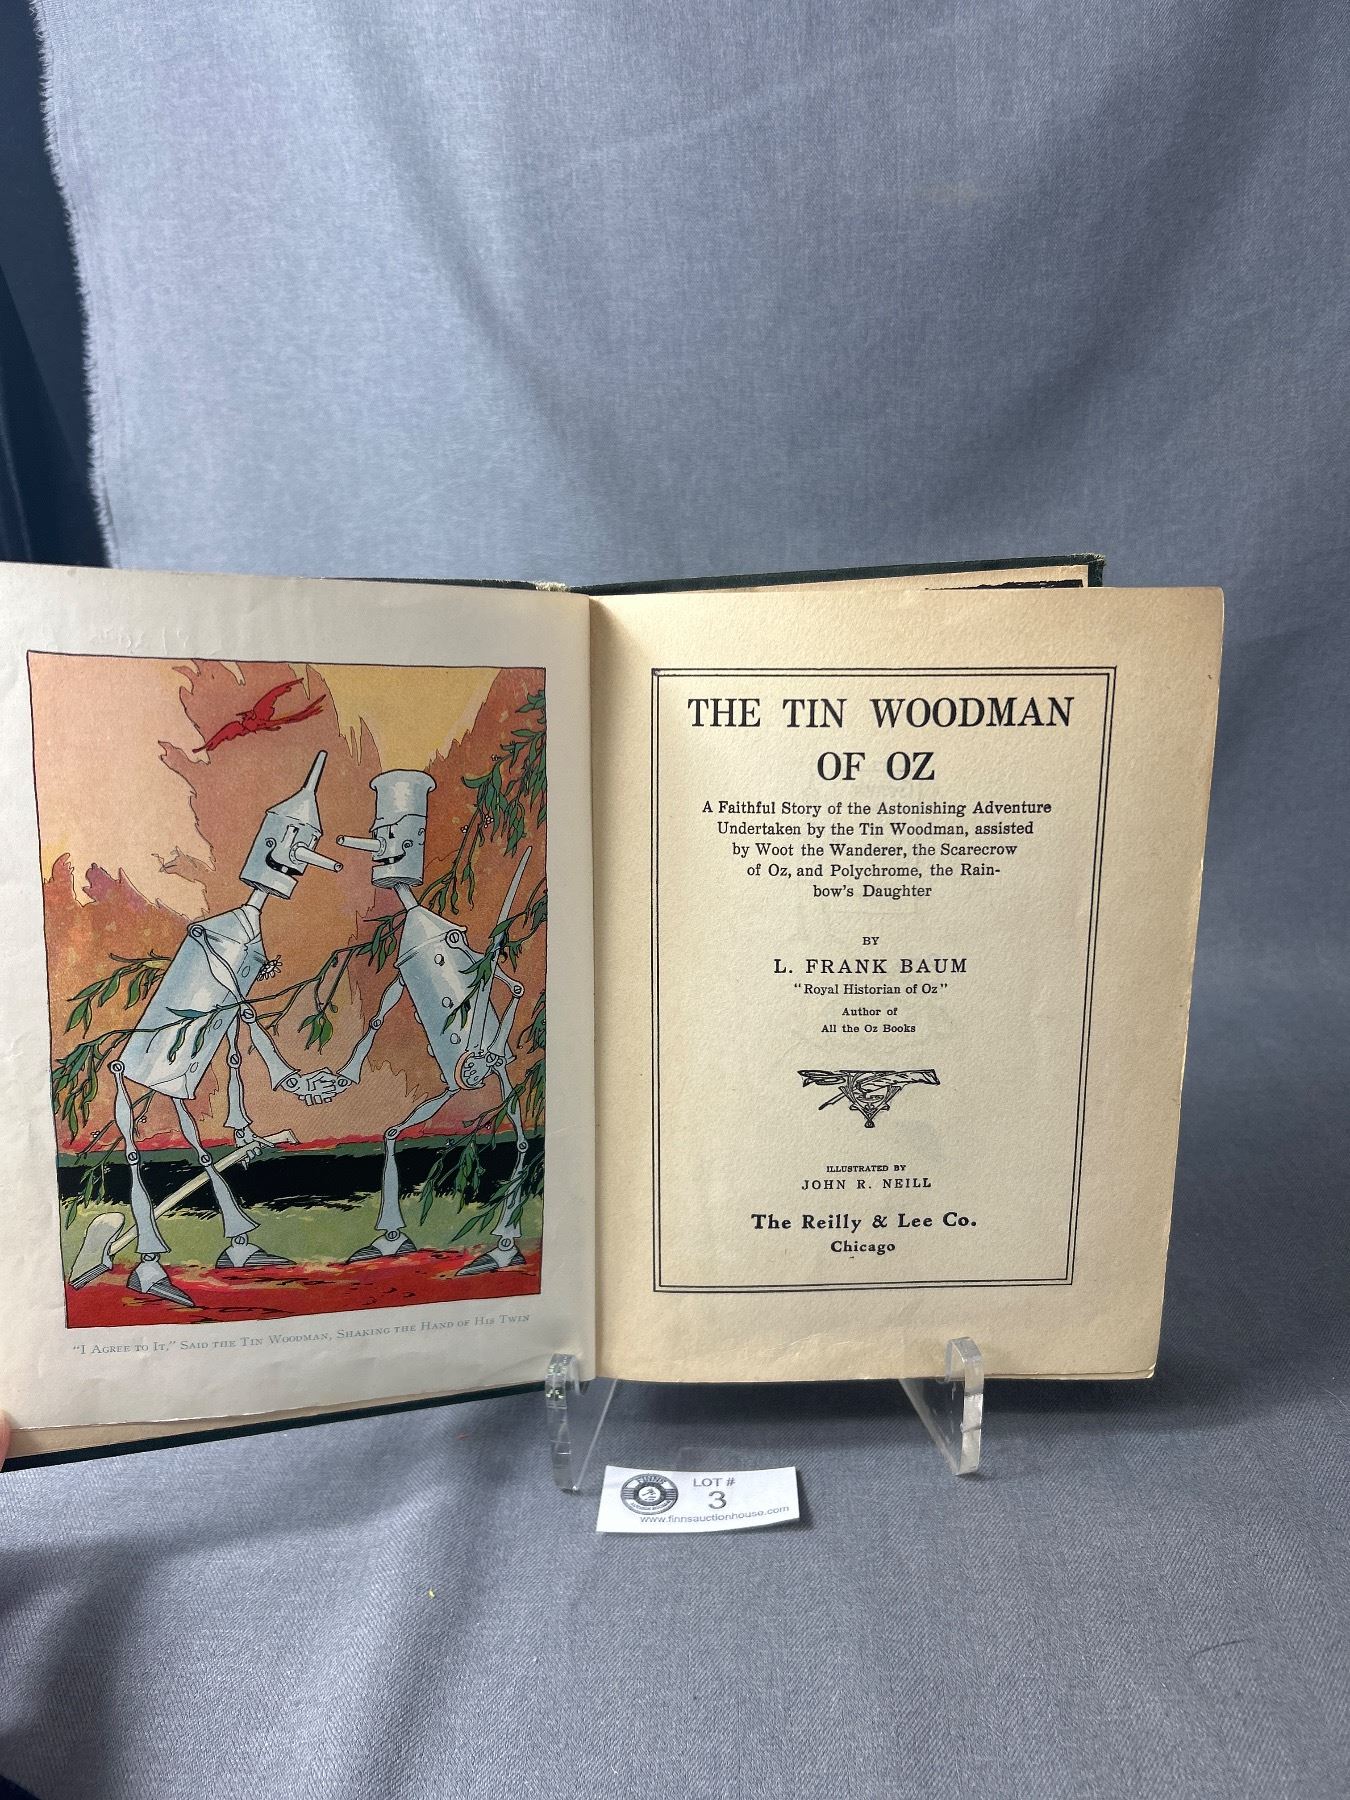 "I AGREE TO IT," SAID THE TIN WOODMAN, SHAKING THE HAND OF HIS TWIN
THE TIN WOODMAN
OF OZ
A Faithful Story of the Astonishing Adventure
Undertaken by the Tin Woodman, assisted
by Woot the Wanderer, the Scarecrow
of Oz, and Polychrome, the Rain-
bow's Daughter
BY
L. FRANK BAUM
"Royal Historian of Oz"
Author of
All the Oz Books
ILLUSTRATED BY
JOHN R. NEILL
The Reilly & Lee Co.
Chicago
LOT #
3
www.finnsauctionhouse.com